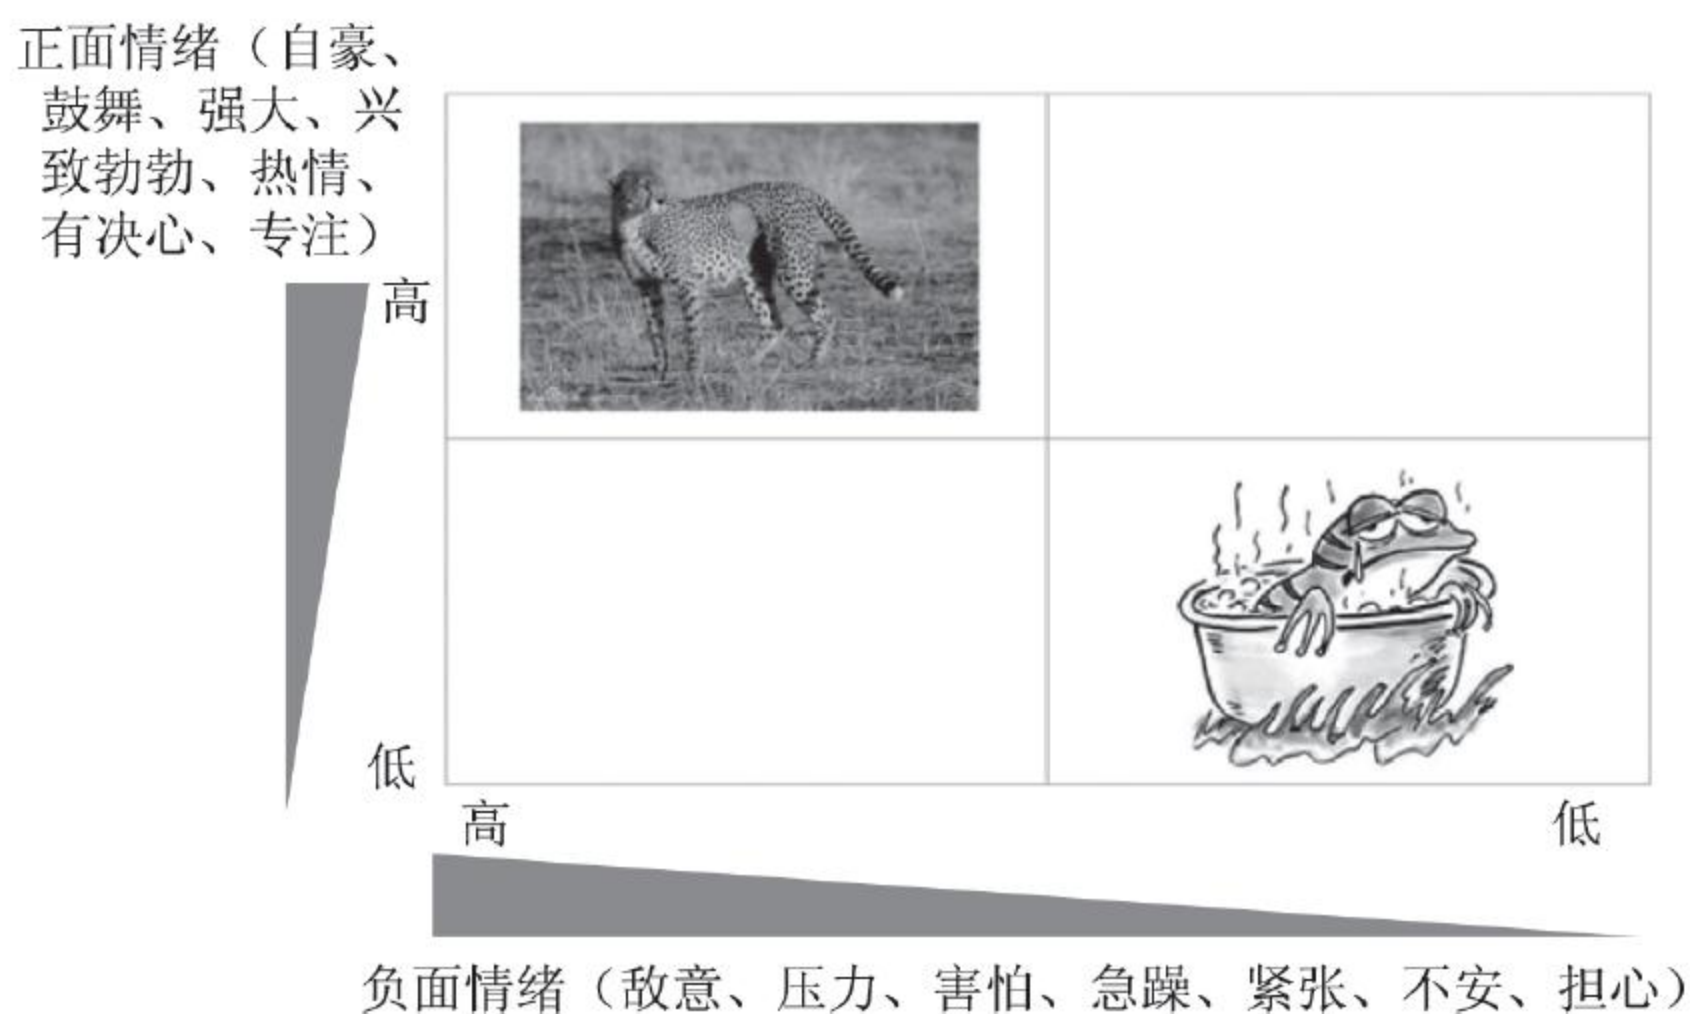 正面情绪（自豪、
鼓舞、强大、兴
致勃勃、热情、
有决心、专注）
高
低
高
低
负面情绪（敌意、压力、害怕、急躁、紧张、不安、担心）